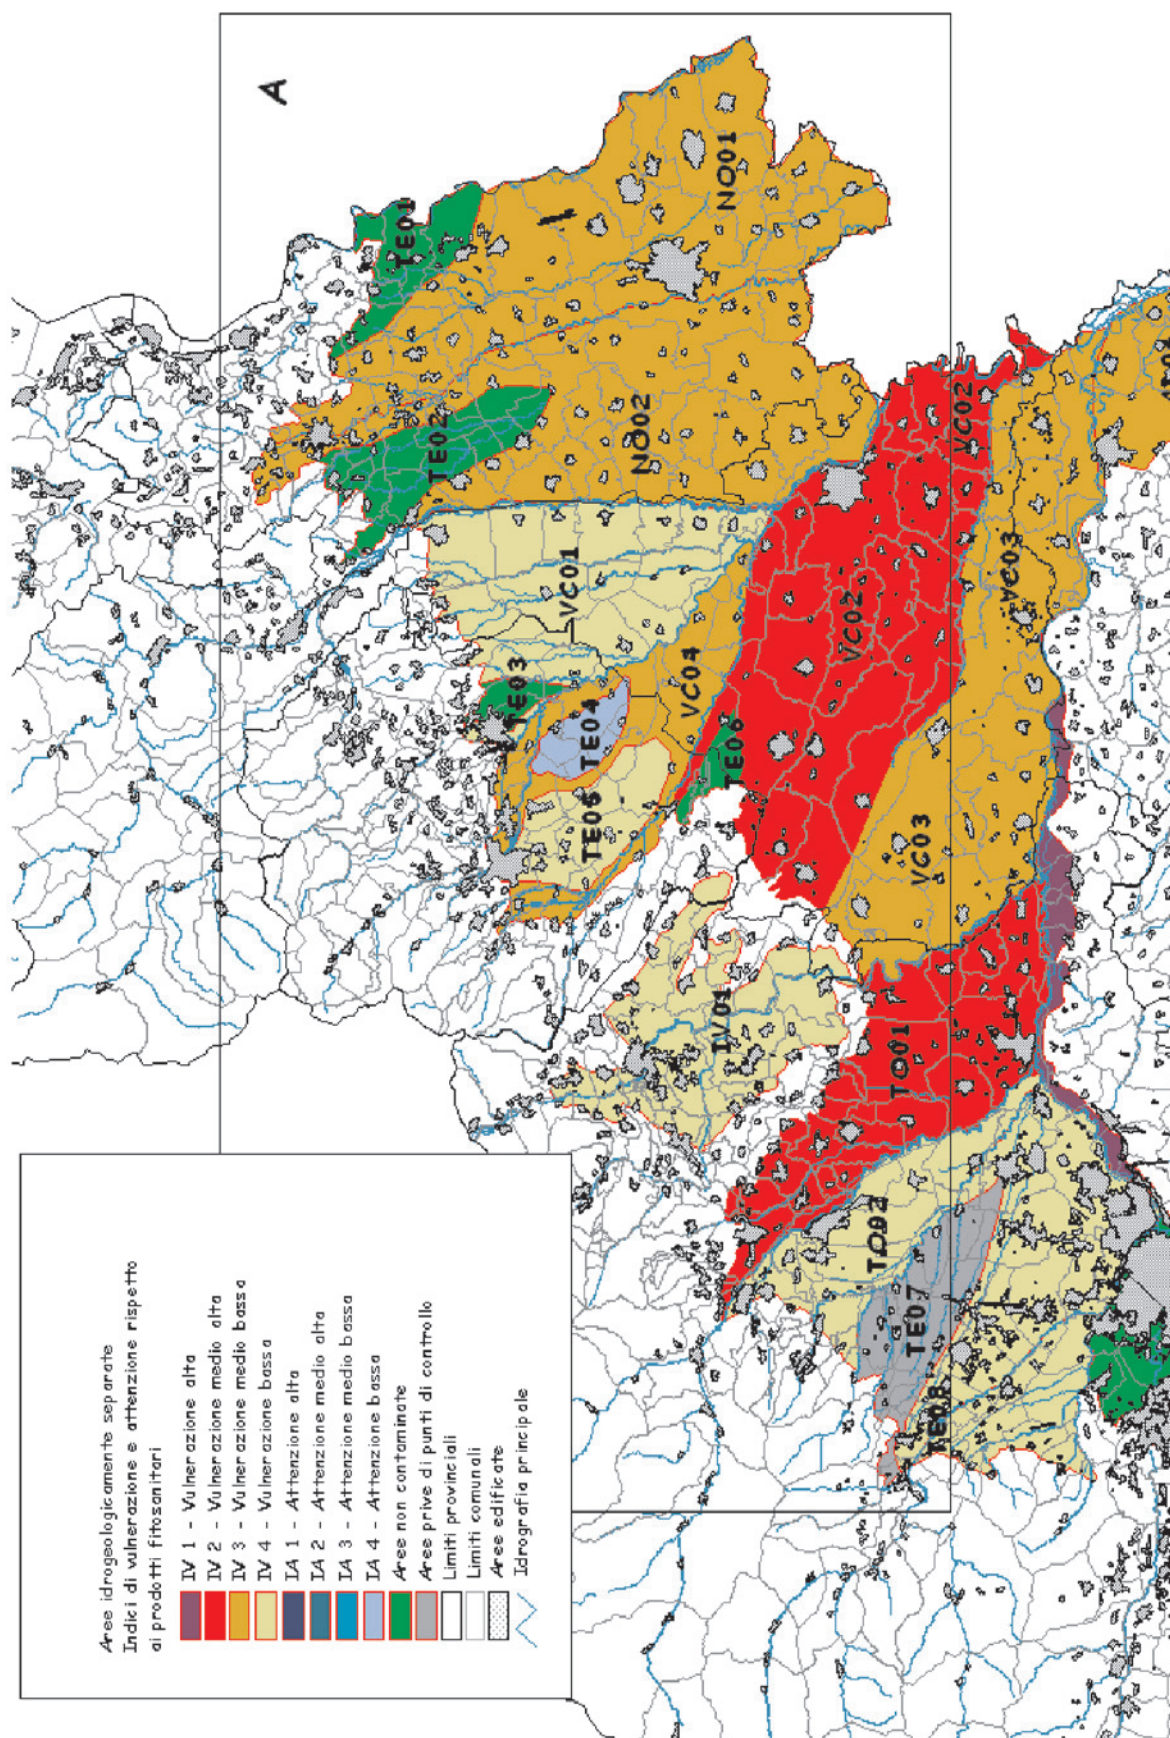 Aree idrogeologicamente separate
Indici di vulnerazione e attenzione rispetto
ai prodotti fitosanitari
IV 1 - Vulnerazione alta
IV 2 - Vulnerazione medio alta
IV 3 - Vulnerazione medio bassa
IV 4 - Vulnerazione bassa
IA 1 - Attenzione alta
IA 2 - Attenzione medio alta
IA 3 - Attenzione medio bassa
IA 4 - Attenzione bassa
Aree non contaminate
Aree prive di punti di controllo
Limiti provinciali
Limiti comunali
Aree edificate
Idrografia principale
A
TE01
TE02
NO01
NO02
VC01
TE03
TE04
TE05
VC04
TE06
VC02
VC02
VC03
VC03
IV01
TO01
TO02
TE07
TE08